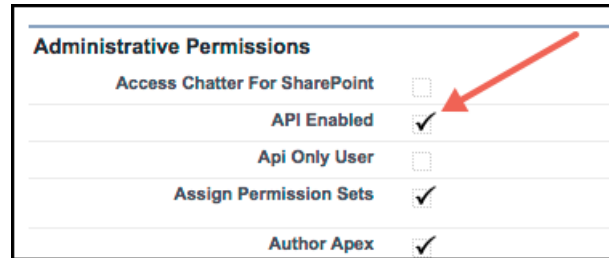 Administrative Permissions
Access Chatter For SharePoint
API Enabled
Api Only User
Assign Permission Sets
Author Apex